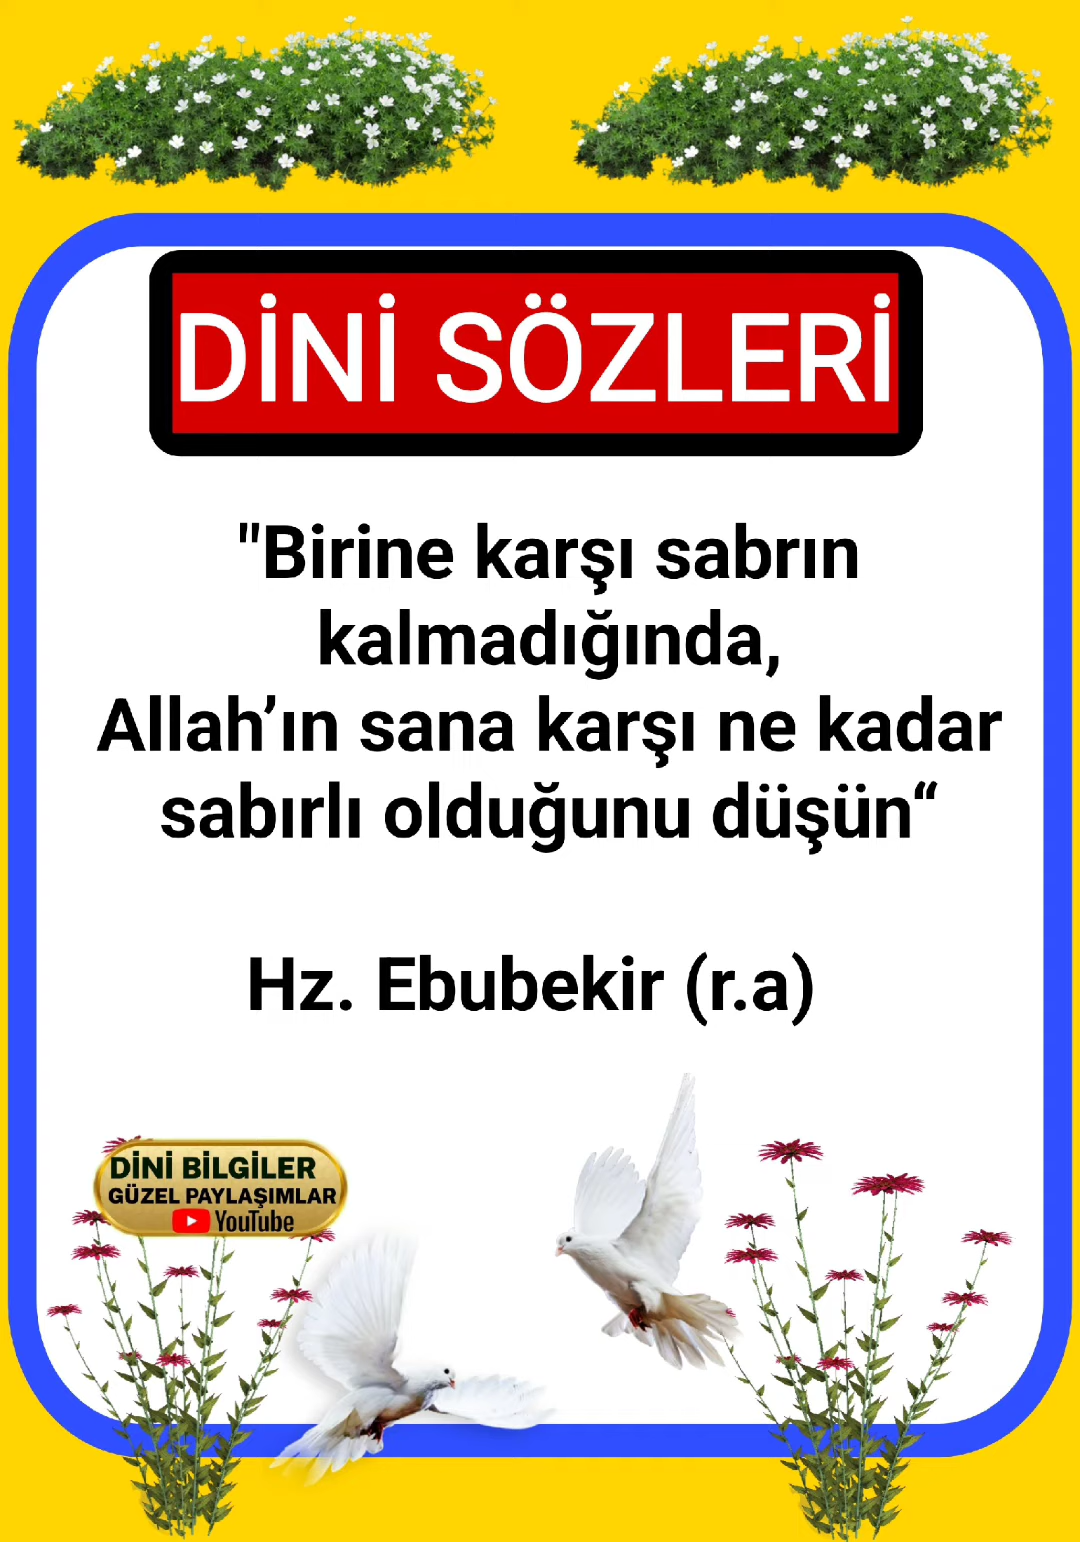 DİNİ SÖZLERİ
"Birine karşı sabrın
kalmadığında,
Allah’ın sana karşı ne kadar
sabırlı olduğunu düşün“
Hz. Ebubekir (r.a)
DİNİ BİLGİLER
GÜZEL PAYLAŞIMLAR
YouTube